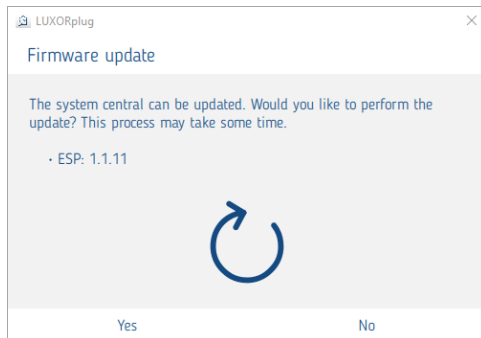 LUXORplug
Firmware update
The system central can be updated. Would you like to perform the
update? This process may take some time.
• ESP: 1.1.11
Yes
No